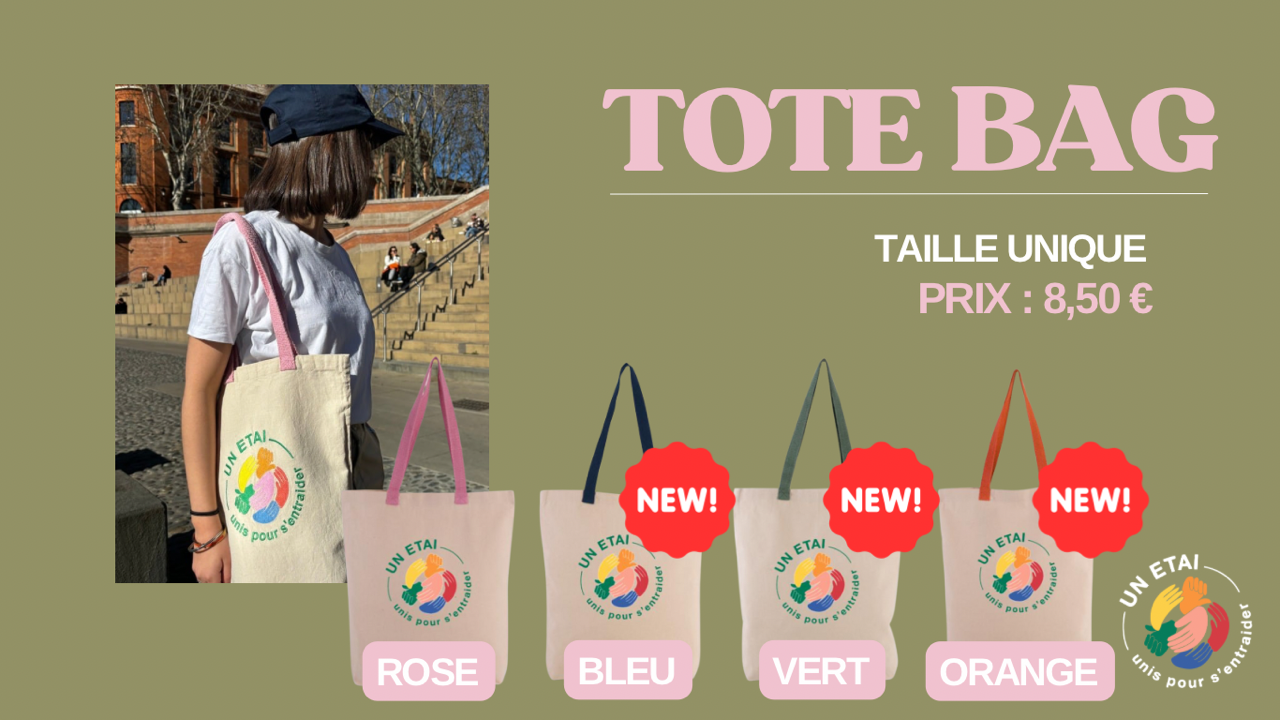 TOTE BAG
TAILLE UNIQUE
PRIX : 8,50 €
UN ETAI
unis pour s'entraider
NEW!
NEW!
NEW!
UN ETAI
unis pour s'entraider
UN ETAI
unis pour s'entraider
UN ETAI
unis pour s'entraider
UN ETAI
unis pour s'entraider
UN ETAI
unis pour s'entraider
ROSE
BLEU
VERT
ORANGE